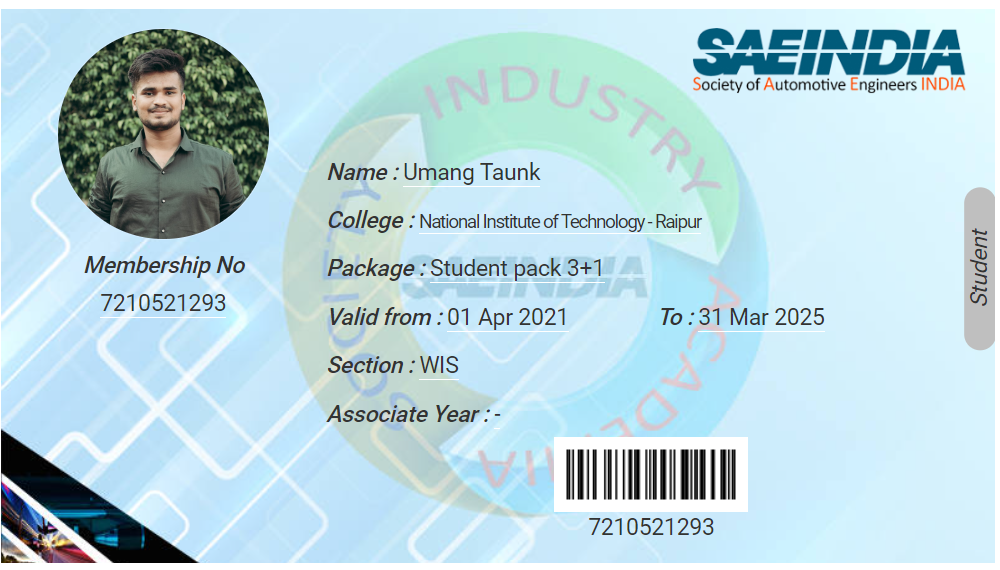 SAEINDIA
Society of Automotive Engineers INDIA
INDUSTRY
ACADEMIA
SOCIETY
SAEINDIA
Name : Umang Taunk
College : National Institute of Technology - Raipur
Package : Student pack 3+1
Valid from : 01 Apr 2021 To : 31 Mar 2025
Section : WIS
Associate Year : -
Membership No
7210521293
Student
7210521293